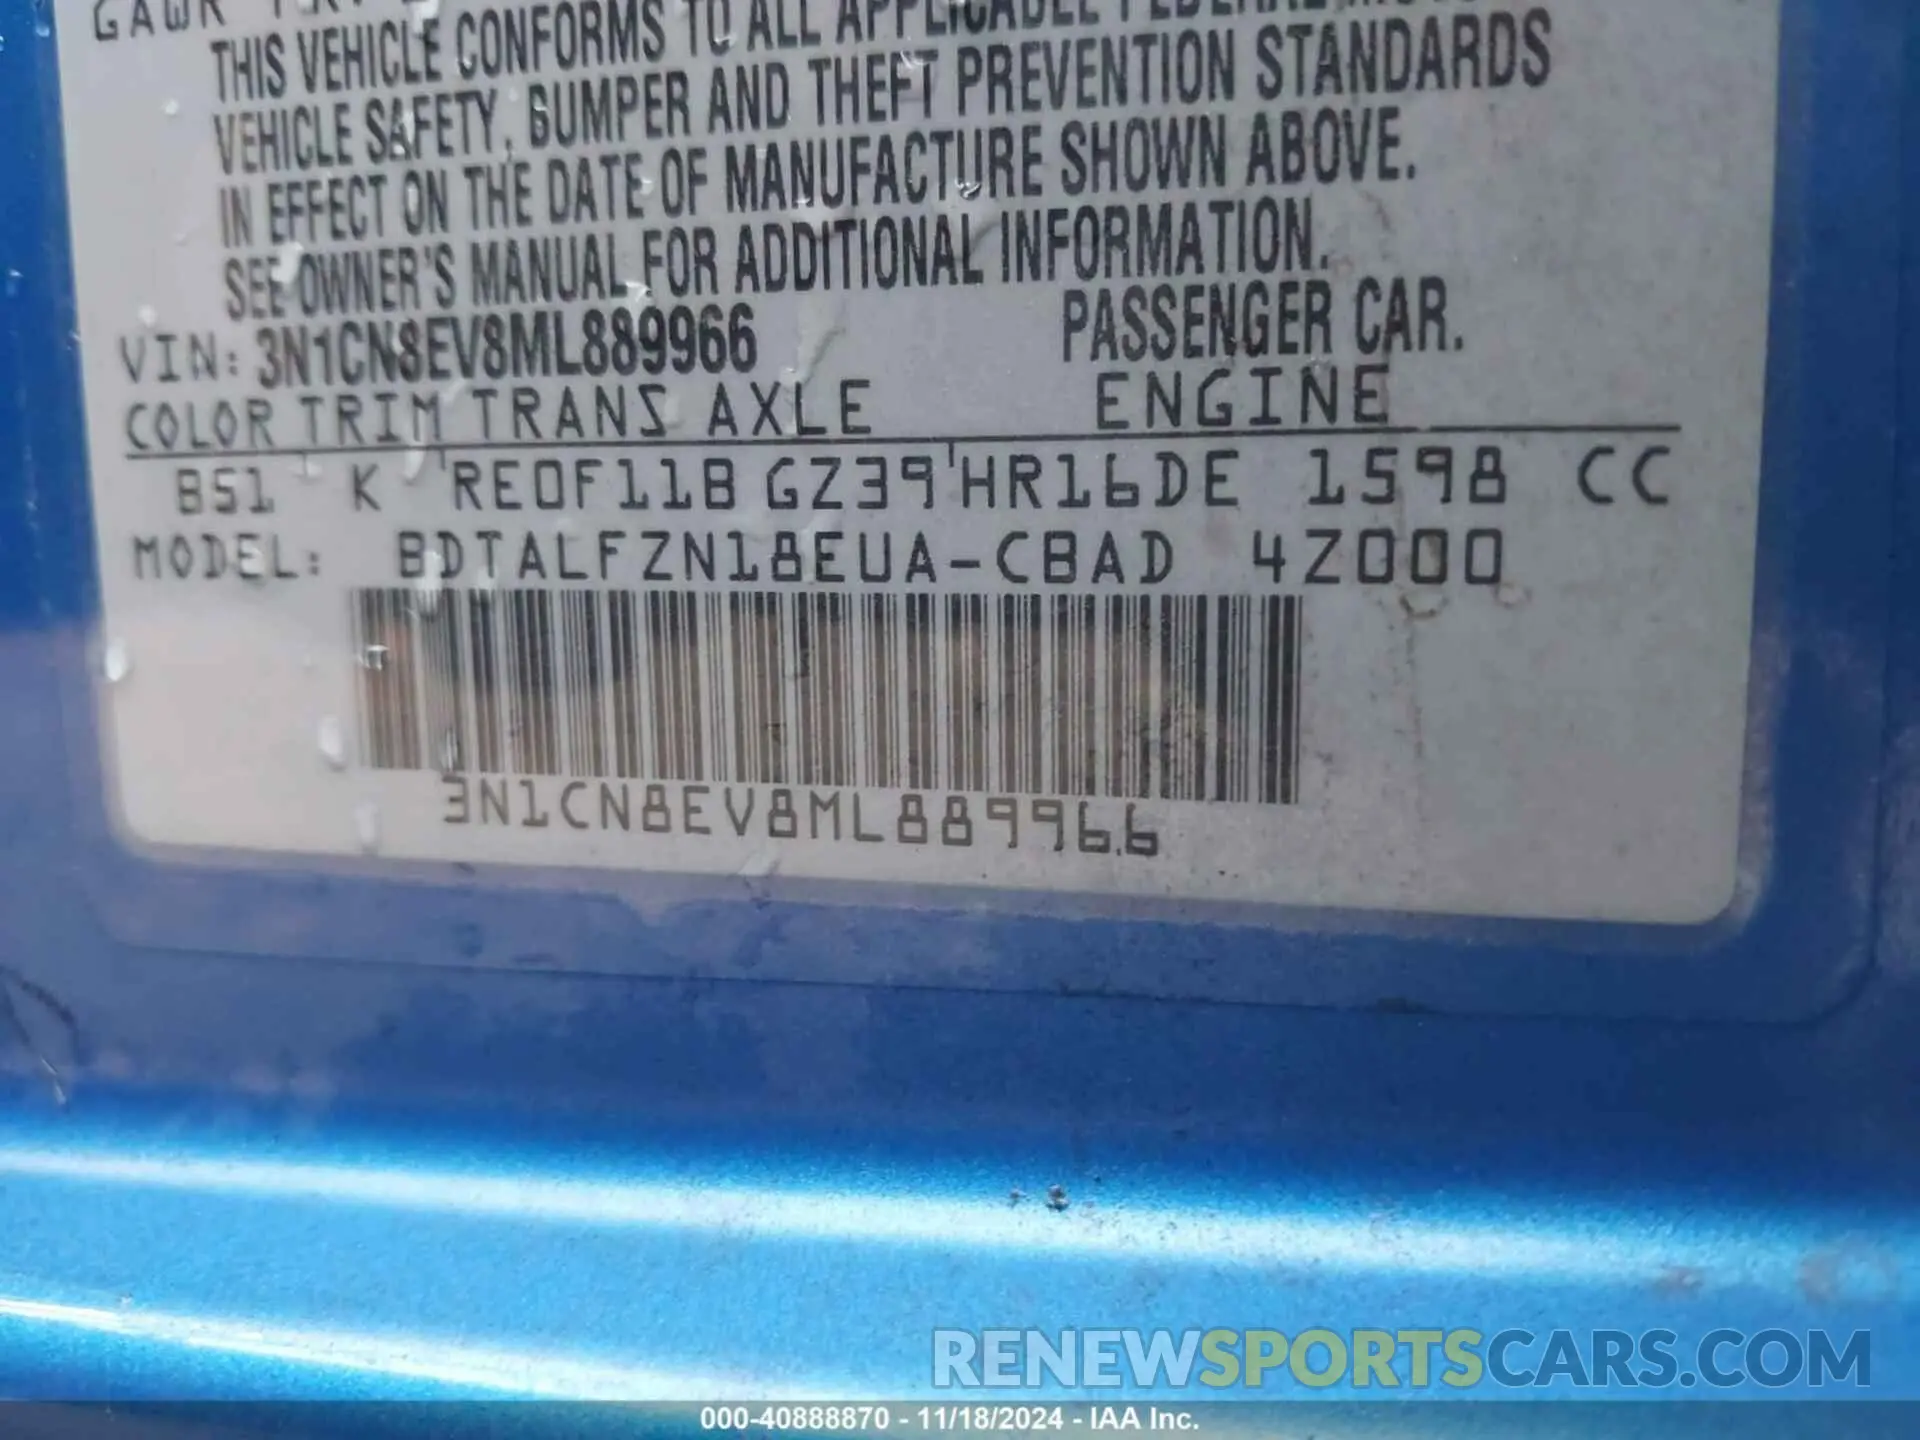 GAWR
THIS VEHICLE CONFORMS TO ALL APPLICABLE FEDERAL
VEHICLE SAFETY, BUMPER AND THEFT PREVENTION STANDARDS
IN EFFECT ON THE DATE OF MANUFACTURE SHOWN ABOVE.
SEE OWNER'S MANUAL FOR ADDITIONAL INFORMATION.
VIN: 3N1CN8EV8ML889966 PASSENGER CAR.
COLOR TRIM TRANS AXLE ENGINE
B51 K RE0F11B GZ39 HR16DE 1598 CC
MODEL: BDTALFZN18EUA-CBAD 4Z000
3N1CN8EV8ML889966
RENEWSPORTSCARS.COM
000-40888870 - 11/18/2024 - IAA Inc.